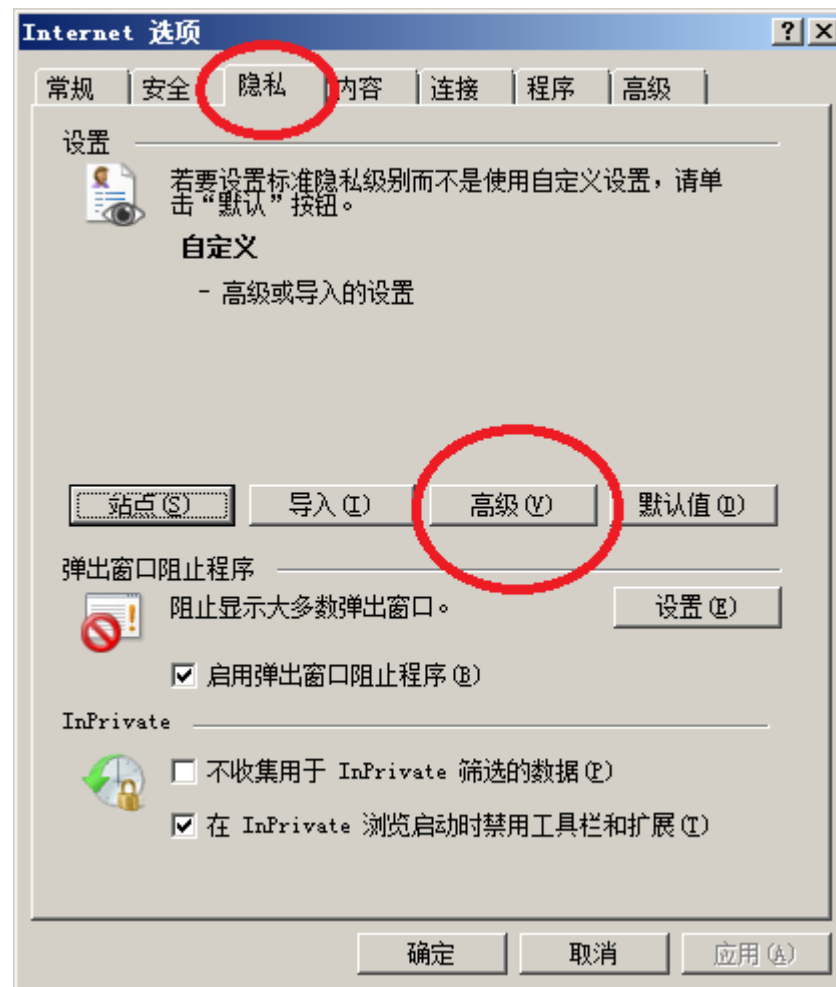 Internet 选项
常规 安全 隐私 内容 连接 程序 高级
设置
若要设置标准隐私级别而不是使用自定义设置，请单
击“默认”按钮。
自定义
- 高级或导入的设置
站点(S) 导入(I) 高级(V) 默认值(D)
弹出窗口阻止程序
阻止显示大多数弹出窗口。 设置(E)
启用弹出窗口阻止程序(B)
InPrivate
不收集用于 InPrivate 筛选的数据(P)
在 InPrivate 浏览启动时禁用工具栏和扩展(T)
确定 取消 应用(A)